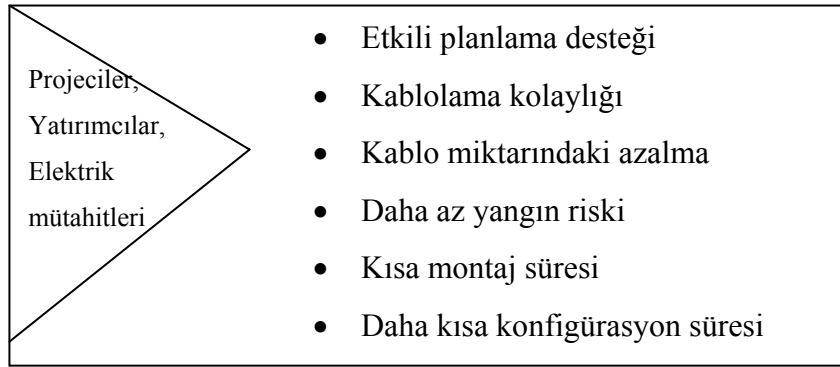 Projeciler,
Yatırımcılar,
Elektrik
mütahitleri
• Etkili planlama desteği
• Kablolama kolaylığı
• Kablo miktarındaki azalma
• Daha az yangın riski
• Kısa montaj süresi
• Daha kısa konfigürasyon süresi